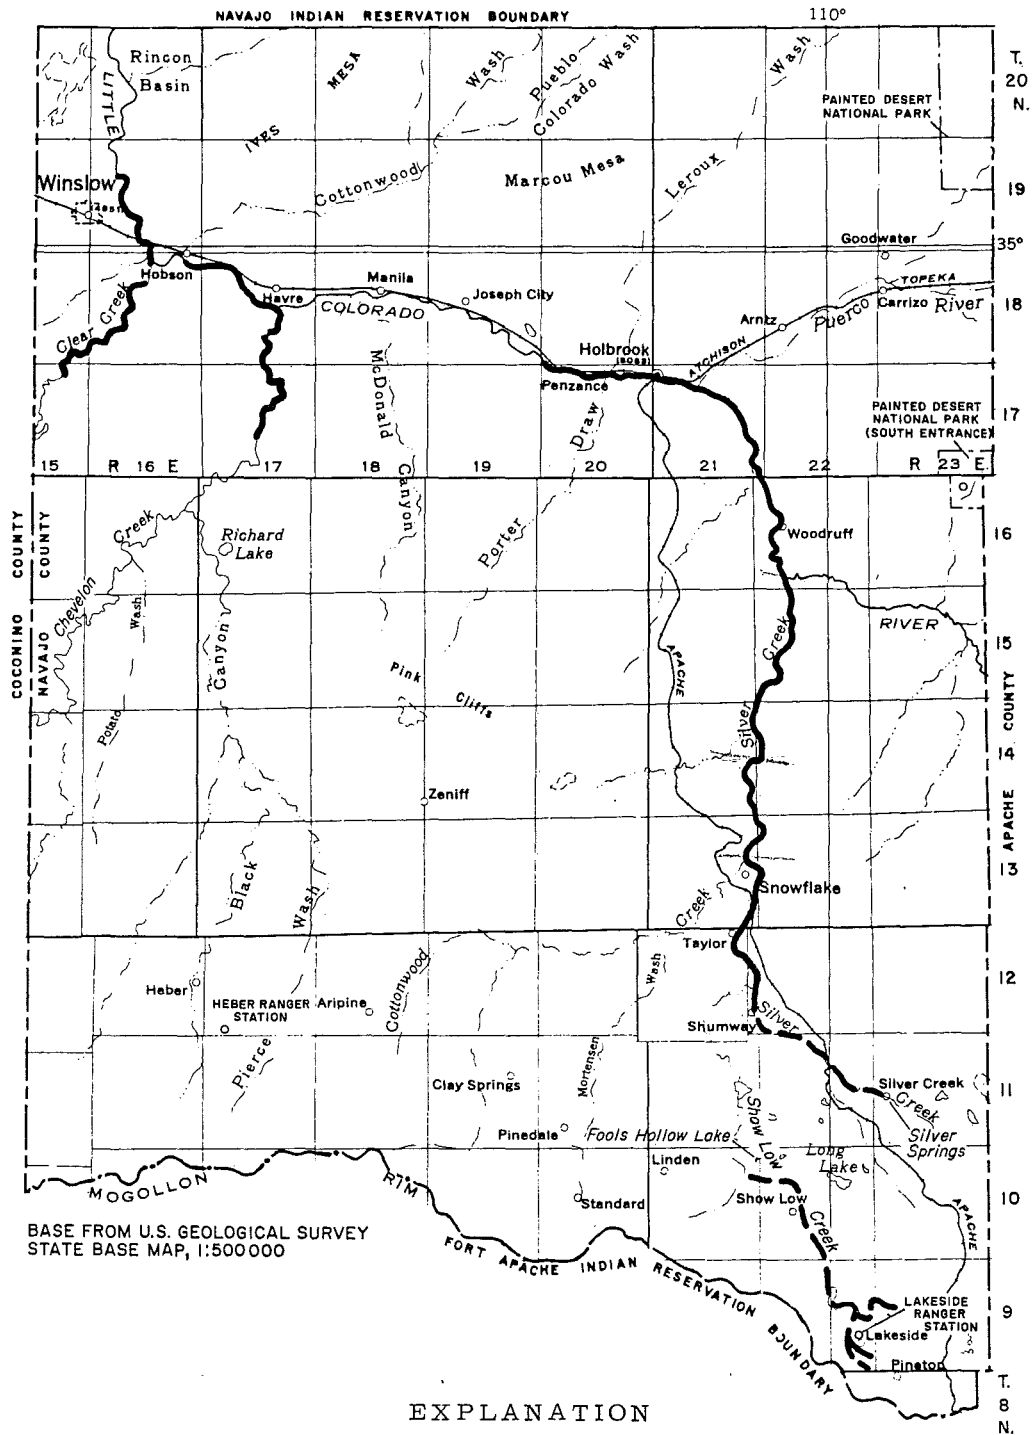 NAVAJO INDIAN RESERVATION BOUNDARY
110°
T.
20
N.
Rincon
Basin
MESA
Wash
Pueblo
Colorado Wash
Wash
LITTLE
PAINTED DESERT
NATIONAL PARK
IVES
Cottonwood
Marcou Mesa
Leroux
19
Winslow
35°
Goodwater
Hobson
Manila
Havre
Joseph City
COLORADO
TOPEKA
Puerco River
Carrizo
18
Clear Creek
Arntz
Holbrook
ATCHISON
Penzance
McDonald
Canyon
Draw
Porter
17
PAINTED DESERT
NATIONAL PARK
(SOUTH ENTRANCE)
15 R 16 E 17 18 19 20 21 22 R 23 E
COCONINO COUNTY
NAVAJO COUNTY
Creek
Chevelon
Richard
Lake
Woodruff
16
Wash
Potato
Canyon
RIVER
Creek
Silver
APACHE
15
Pink
Cliffs
14
APACHE COUNTY
Zeniff
13
Black
Wash
Snowflake
Creek
Taylor
Heber
HEBER RANGER
STATION
Aripine
Cottonwood
Wash
12
Silver
Shumway
Pierce
Clay Springs
Mortensen
Silver Creek
Creek
11
Silver
Springs
Pinedale
Fools Hollow Lake
Show Low
Long
Lake
Linden
MOGOLLON RIM
Standard
Show Low
Creek
10
APACHE
BASE FROM U.S. GEOLOGICAL SURVEY
STATE BASE MAP, 1:500000
FORT APACHE INDIAN RESERVATION BOUNDARY
LAKESIDE
RANGER
STATION
9
Lakeside
Pinetop
T.
8
N.
EXPLANATION